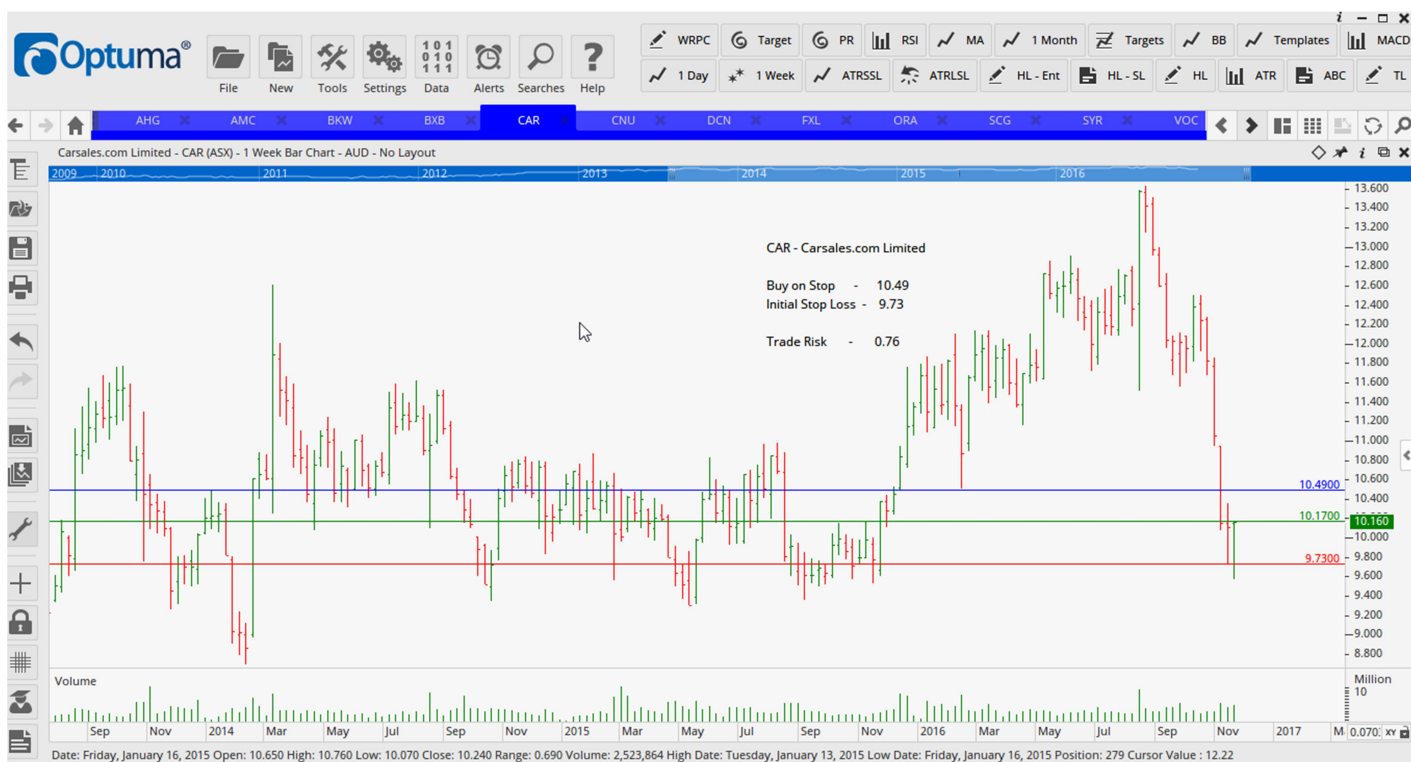 i
Optuma®
File New Tools Settings Data Alerts Searches Help
101
010
111
WRPC Target PR RSI MA 1 Month Targets BB Templates MACD
1 Day 1 Week ATRSSL ATRLSL HL - Ent HL - SL HL ATR ABC TL
AHG AMC BKW BXB CAR CNU DCN FXL ORA SCG SYR VOC
Carsales.com Limited - CAR (ASX) - 1 Week Bar Chart - AUD - No Layout
2009 2010 2011 2012 2013 2014 2015 2016
CAR - Carsales.com Limited
Buy on Stop - 10.49
Initial Stop Loss - 9.73
Trade Risk - 0.76
13.600
13.400
13.200
13.000
12.800
12.600
12.400
12.200
12.000
11.800
11.600
11.400
11.200
11.000
10.800
10.600
10.4900
10.400
10.1700
10.160
10.000
9.800
9.7300
9.600
9.400
9.200
9.000
8.800
Volume
Million
10
Sep Nov 2014 Mar May Jul Sep Nov 2015 Mar May Jul Sep Nov 2016 Mar May Jul Sep Nov 2017 M 0.070 XY
Date: Friday, January 16, 2015 Open: 10.650 High: 10.760 Low: 10.070 Close: 10.240 Range: 0.690 Volume: 2,523,864 High Date: Tuesday, January 13, 2015 Low Date: Friday, January 16, 2015 Position: 279 Cursor Value : 12.22